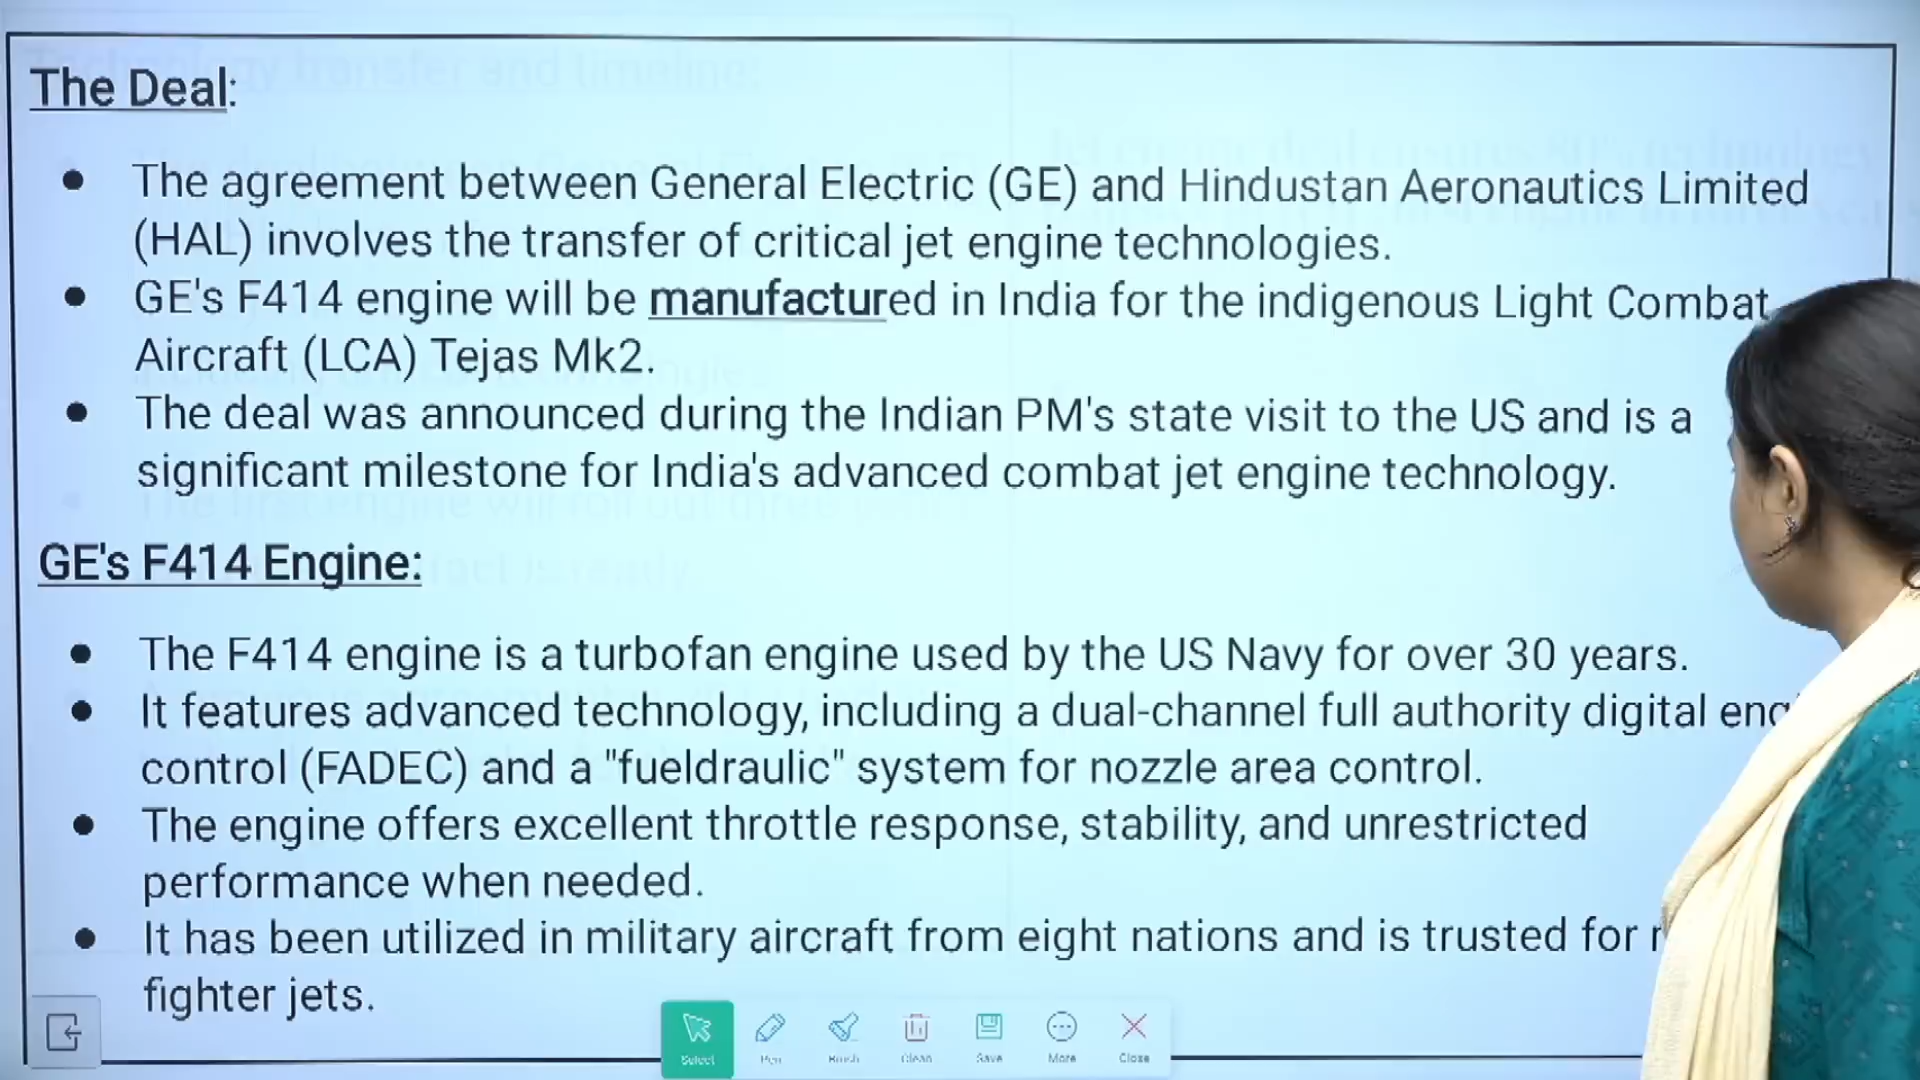 The Deal:
• The agreement between General Electric (GE) and Hindustan Aeronautics Limited
(HAL) involves the transfer of critical jet engine technologies.
• GE's F414 engine will be manufactured in India for the indigenous Light Combat
Aircraft (LCA) Tejas Mk2.
• The deal was announced during the Indian PM's state visit to the US and is a
significant milestone for India's advanced combat jet engine technology.
GE's F414 Engine:
• The F414 engine is a turbofan engine used by the US Navy for over 30 years.
• It features advanced technology, including a dual-channel full authority digital
control (FADEC) and a "fueldraulic" system for nozzle area control.
• The engine offers excellent throttle response, stability, and unrestricted
performance when needed.
• It has been utilized in military aircraft from eight nations and is trusted for
fighter jets.
Select Pen Brush Clean Save More Close